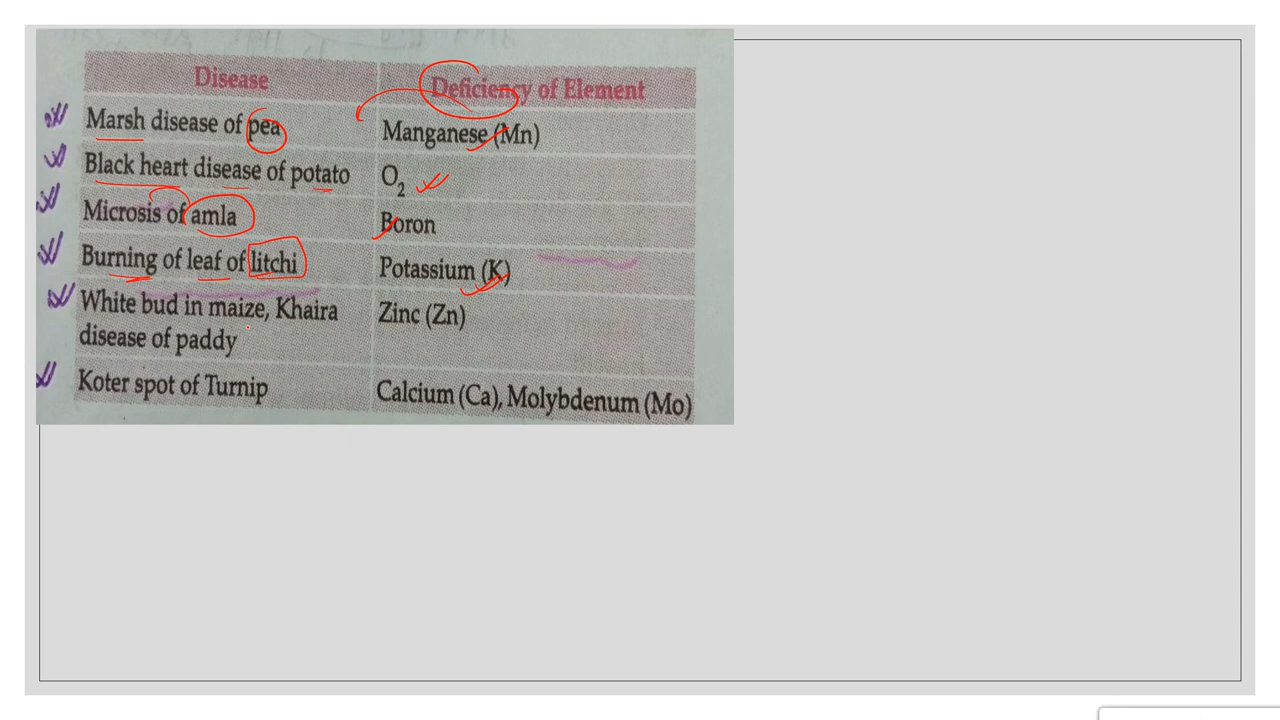 Disease Deficiency of Element
Marsh disease of pea Manganese (Mn)
Black heart disease of potato O2
Microsis of amla Boron
Burning of leaf of litchi Potassium (K)
White bud in maize, Khaira Zinc (Zn)
disease of paddy
Koter spot of Turnip Calcium (Ca), Molybdenum (Mo)